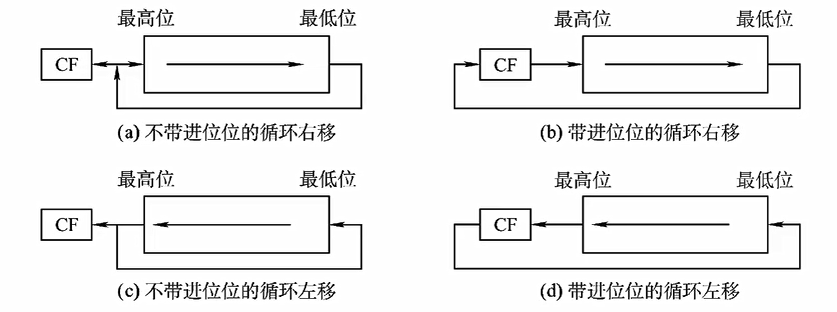 最高位 最低位 最高位 最低位
CF CF
(a) 不带进位位的循环右移 (b) 带进位位的循环右移
最高位 最低位 最高位 最低位
CF CF
(c) 不带进位位的循环左移 (d) 带进位位的循环左移